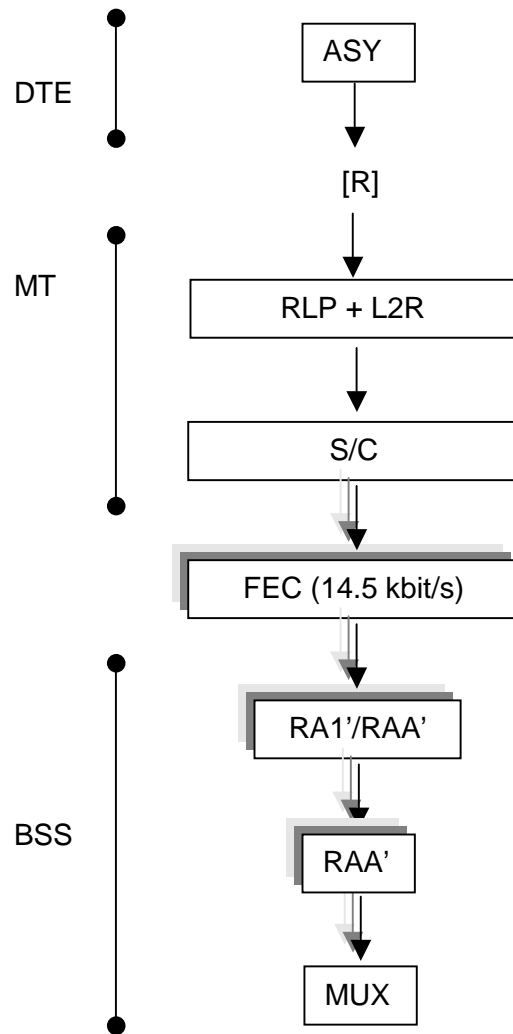 ASY
DTE
[R]
MT
RLP + L2R
S/C
FEC (14.5 kbit/s)
RA1’/RAA’
BSS
RAA’
MUX